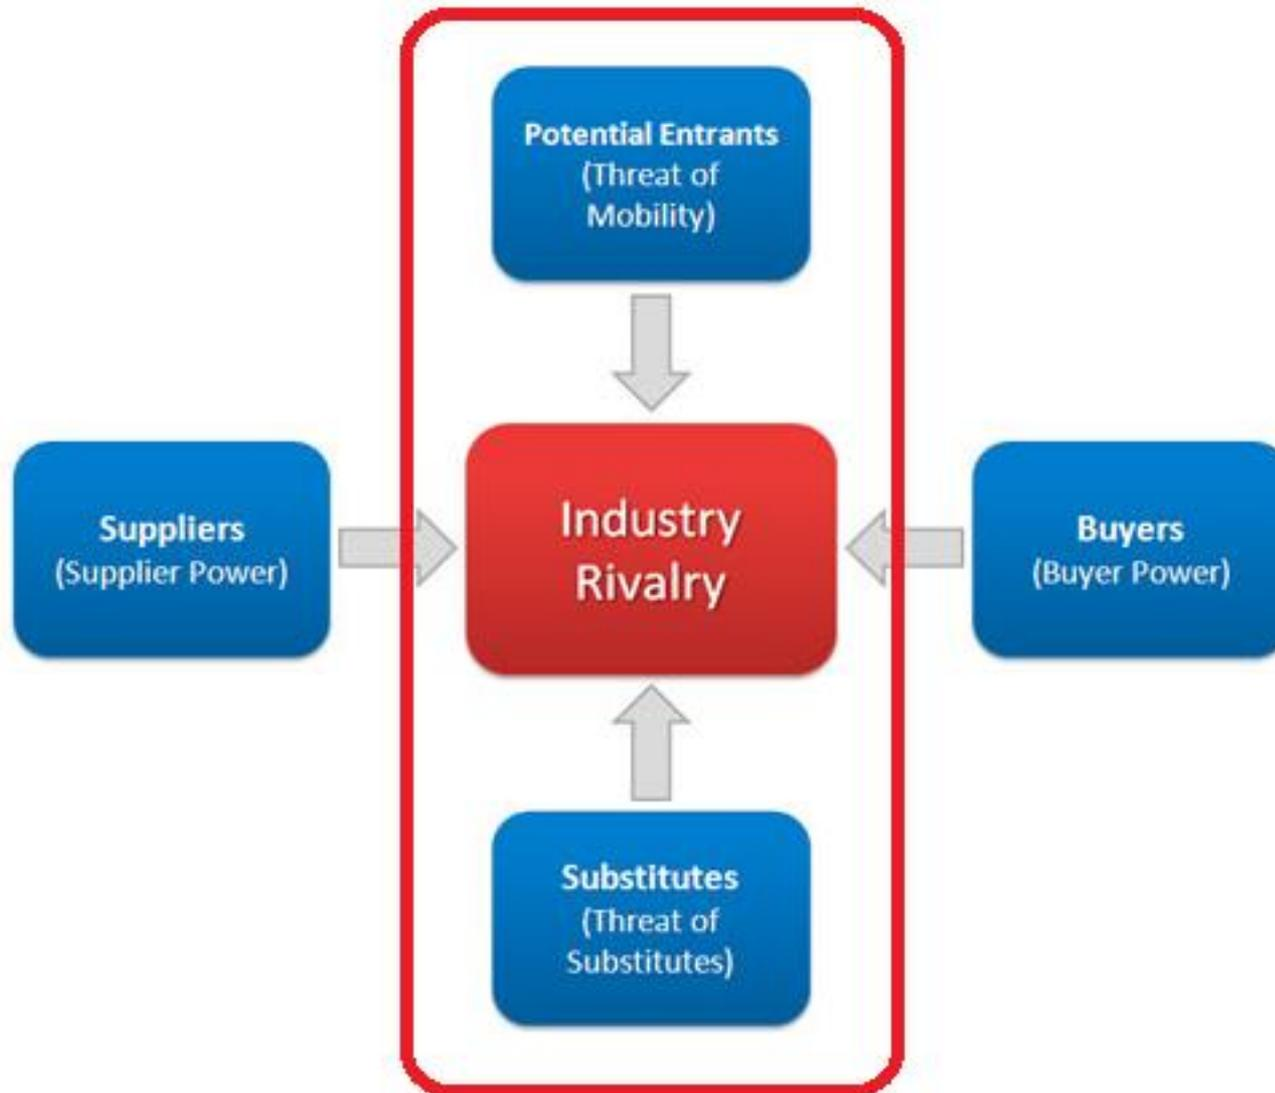 Potential Entrants
(Threat of
Mobility)
Suppliers
(Supplier Power)
Industry
Rivalry
Buyers
(Buyer Power)
Substitutes
(Threat of
Substitutes)